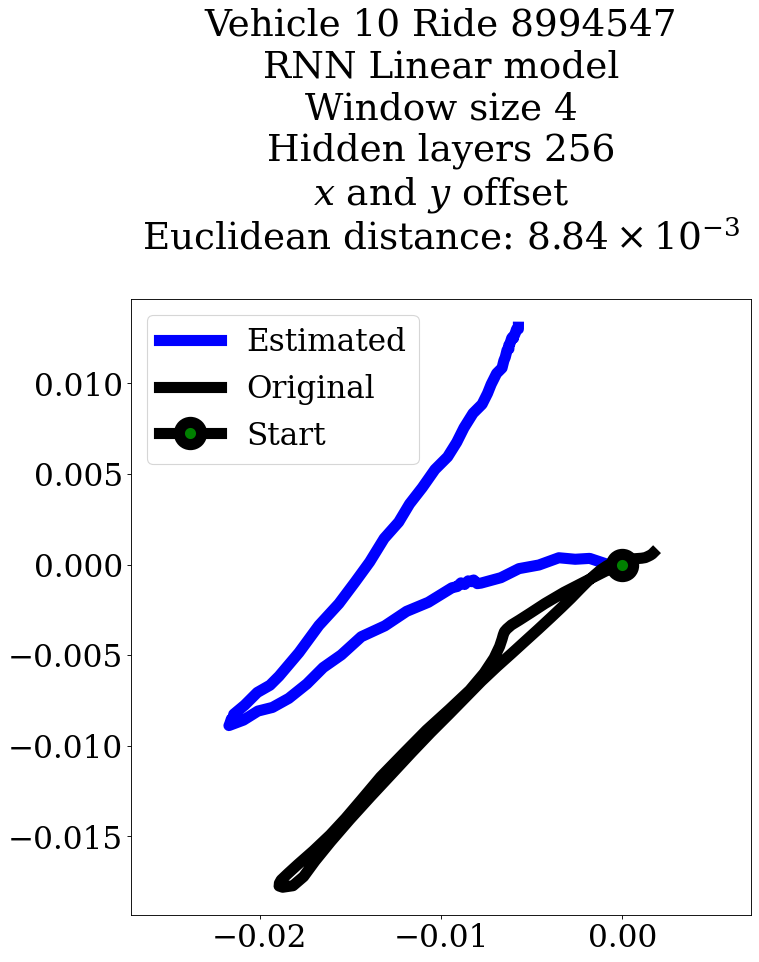 Vehicle 10 Ride 8994547
RNN Linear model
Window size 4
Hidden layers 256
x and y offset
Euclidean distance: 8.84 × 10⁻³
Estimated
Original
Start
0.010
0.005
0.000
−0.005
−0.010
−0.015
−0.02 −0.01 0.00